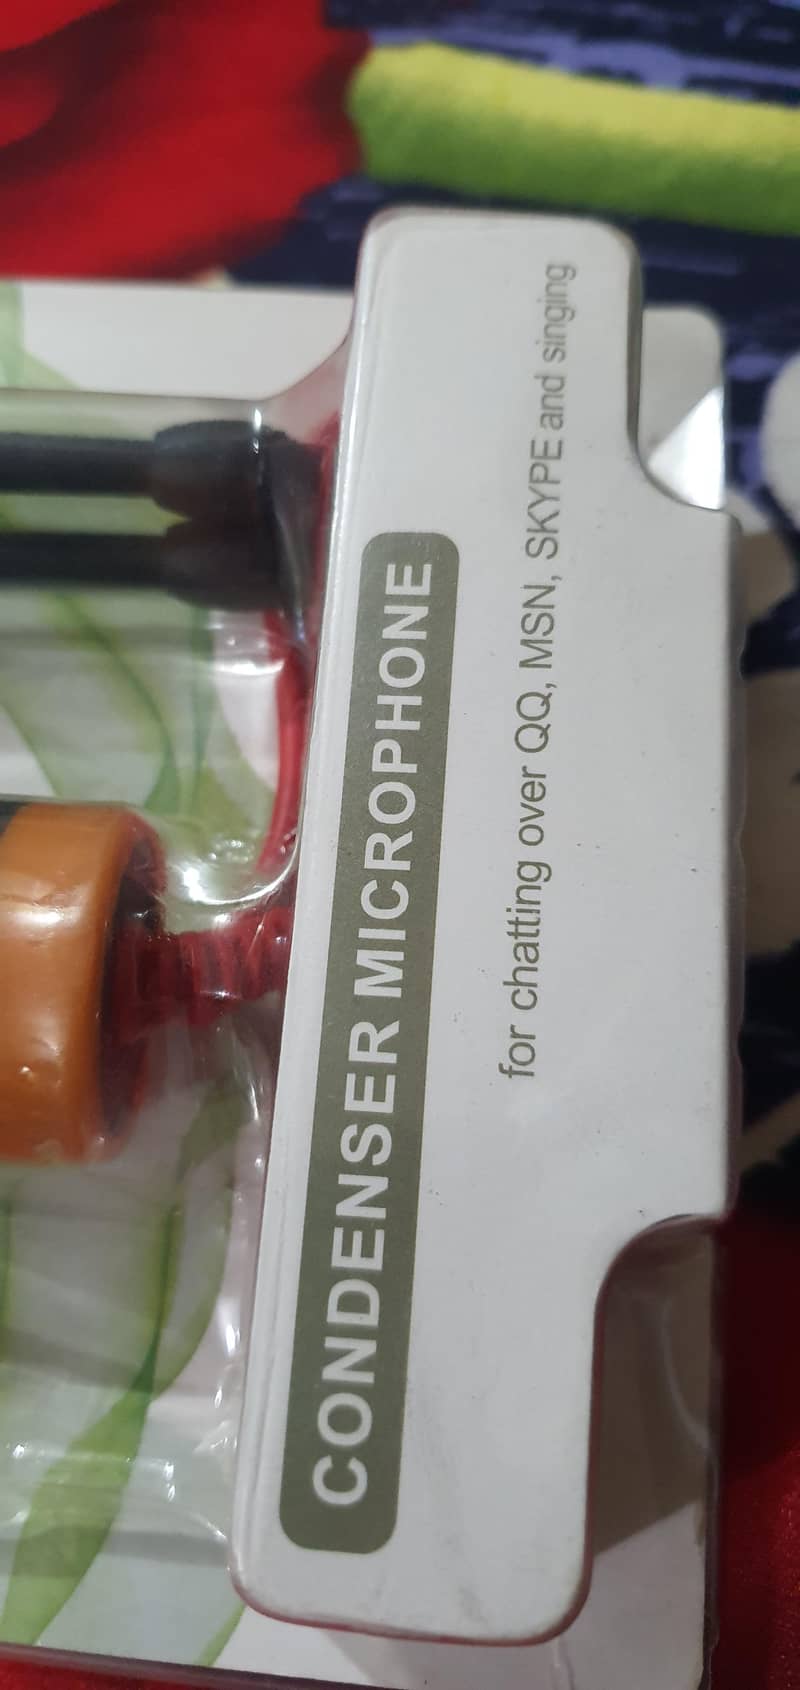 CONDENSER MICROPHONE
for chatting over QQ, MSN, SKYPE and singing